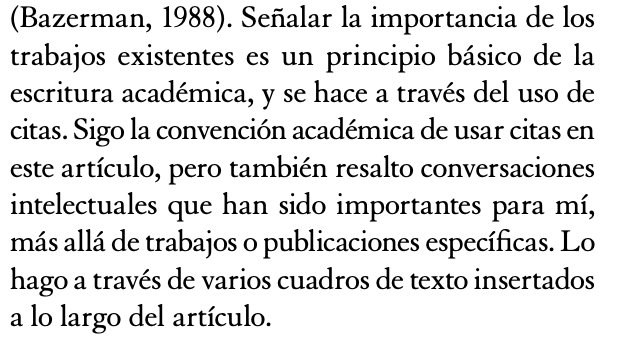 (Bazerman, 1988). Señalar la importancia de los
trabajos existentes es un principio básico de la
escritura académica, y se hace a través del uso de
citas. Sigo la convención académica de usar citas en
este artículo, pero también resalto conversaciones
intelectuales que han sido importantes para mí,
más allá de trabajos o publicaciones específicas. Lo
hago a través de varios cuadros de texto insertados
a lo largo del artículo.